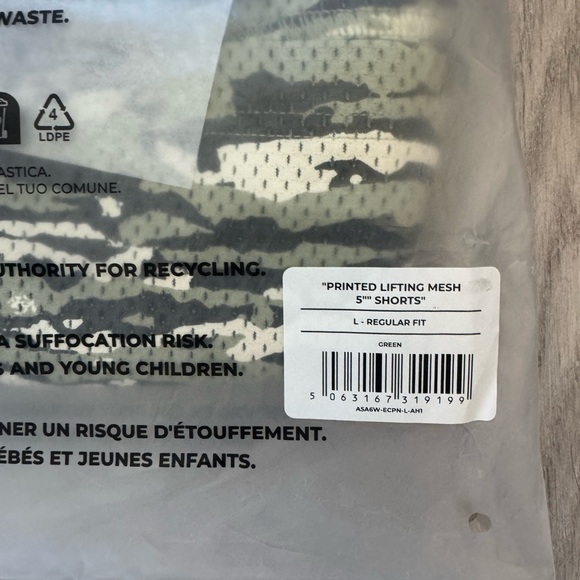 WASTE.
4
LDPE
ASTICA.
EL TUO COMUNE.
UTHORITY FOR RECYCLING.
A SUFFOCATION RISK.
S AND YOUNG CHILDREN.
NER UN RISQUE D'ÉTOUFFEMENT.
ÉBÉS ET JEUNES ENFANTS.
"PRINTED LIFTING MESH
5"" SHORTS"
L - REGULAR FIT
GREEN
5 063167 319199
A5A6W-ECPN-L-AH1